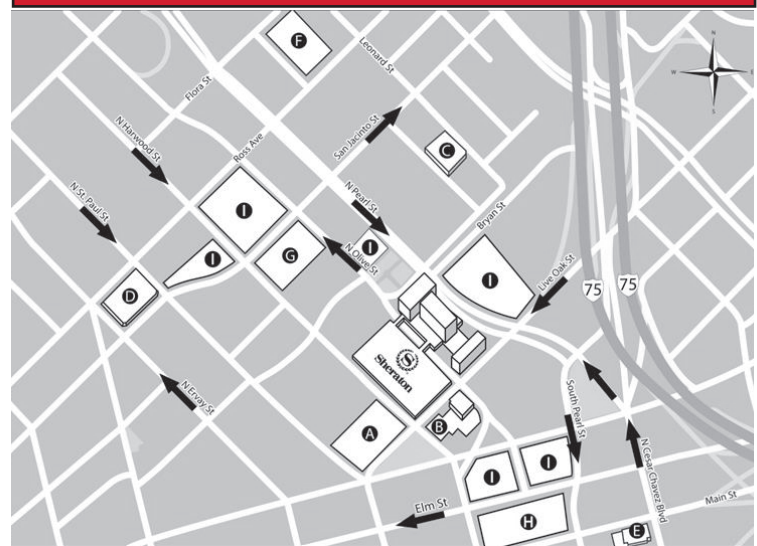 F
N
W
E
S
Leonard St
Flora St
N Harwood St
Ross Ave
San Jacinto St
C
N St. Paul St
I
N Pearl St
Bryan St
I
G
I
N Olive St
I
Live Oak St
D
75
75
S
Sheraton
N Ervay St
South Pearl St
A
B
N Cesar Chavez Blvd
I
I
Main St
Elm St
H
E